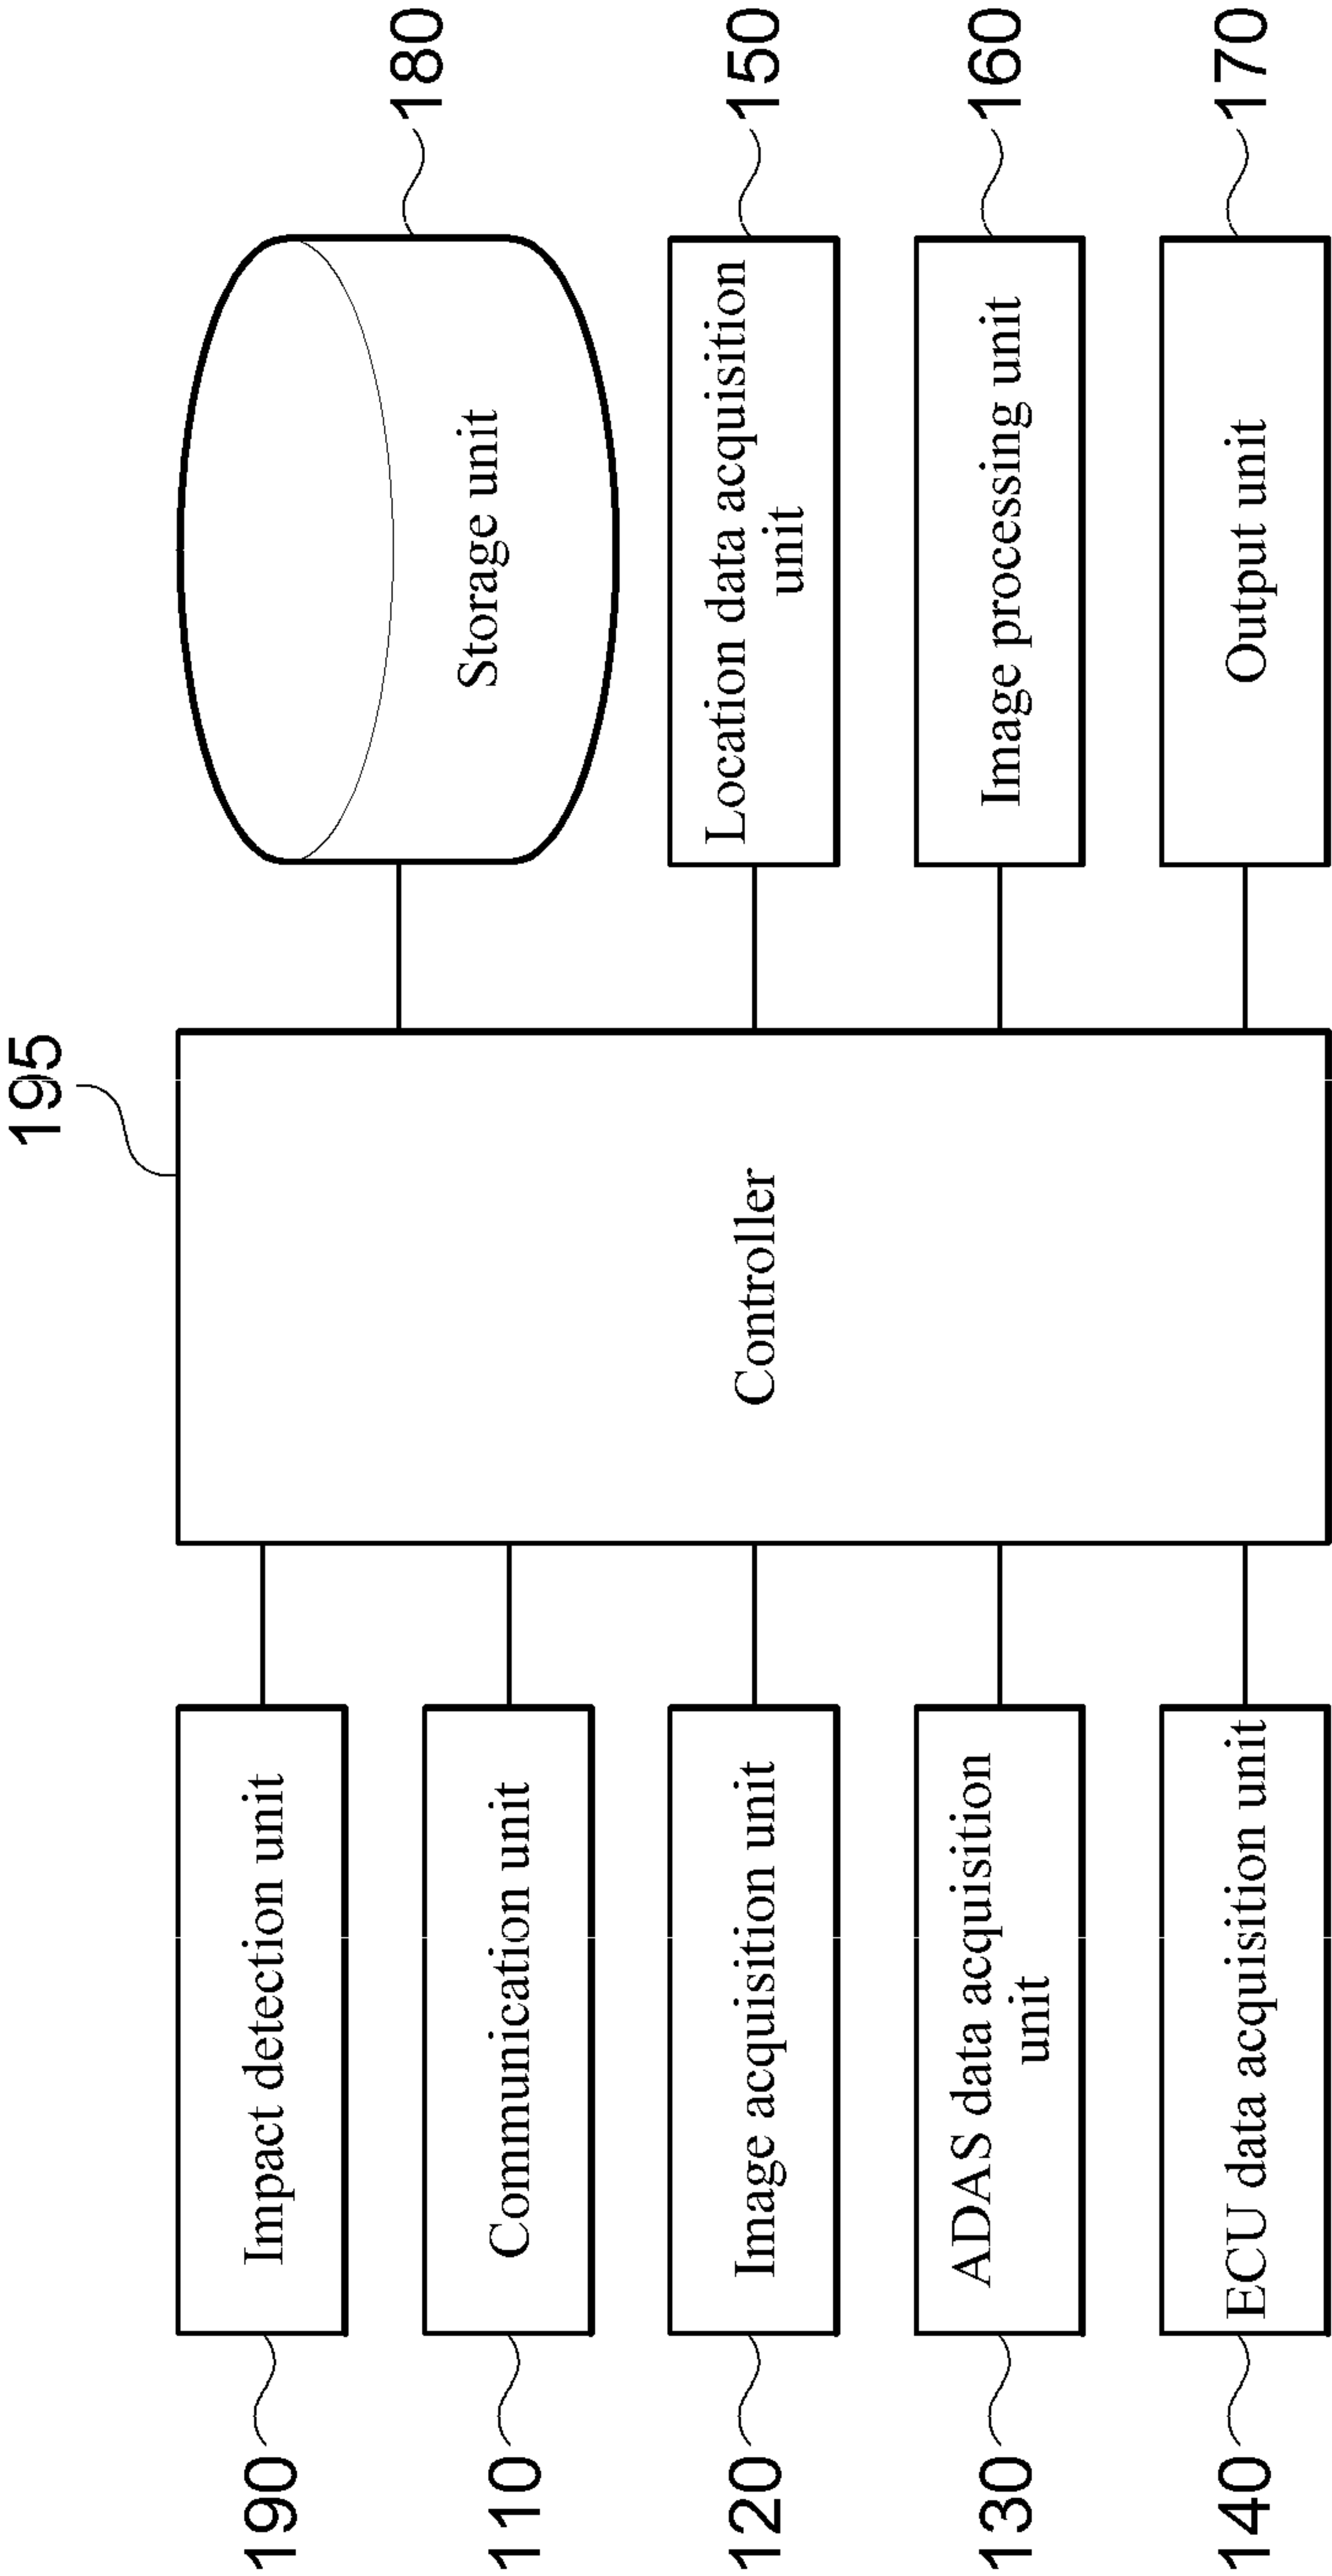 195
190
Impact detection unit
Controller
Storage unit
180
110
Communication unit
120
Image acquisition unit
Location data acquisition
unit
150
130
ADAS data acquisition
unit
Image processing unit
160
140
ECU data acquisition unit
Output unit
170